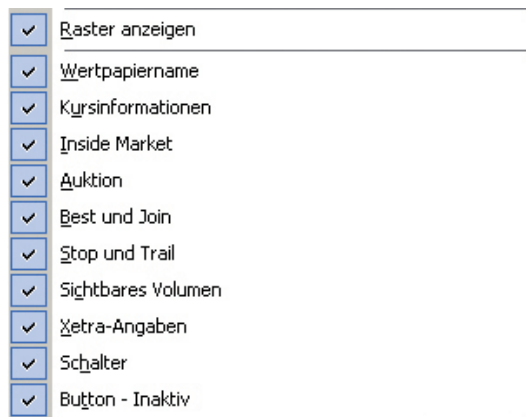 Raster anzeigen
Wertpapiername
Kursinformationen
Inside Market
Auktion
Best und Join
Stop und Trail
Sichtbares Volumen
Xetra-Angaben
Schalter
Button - Inaktiv